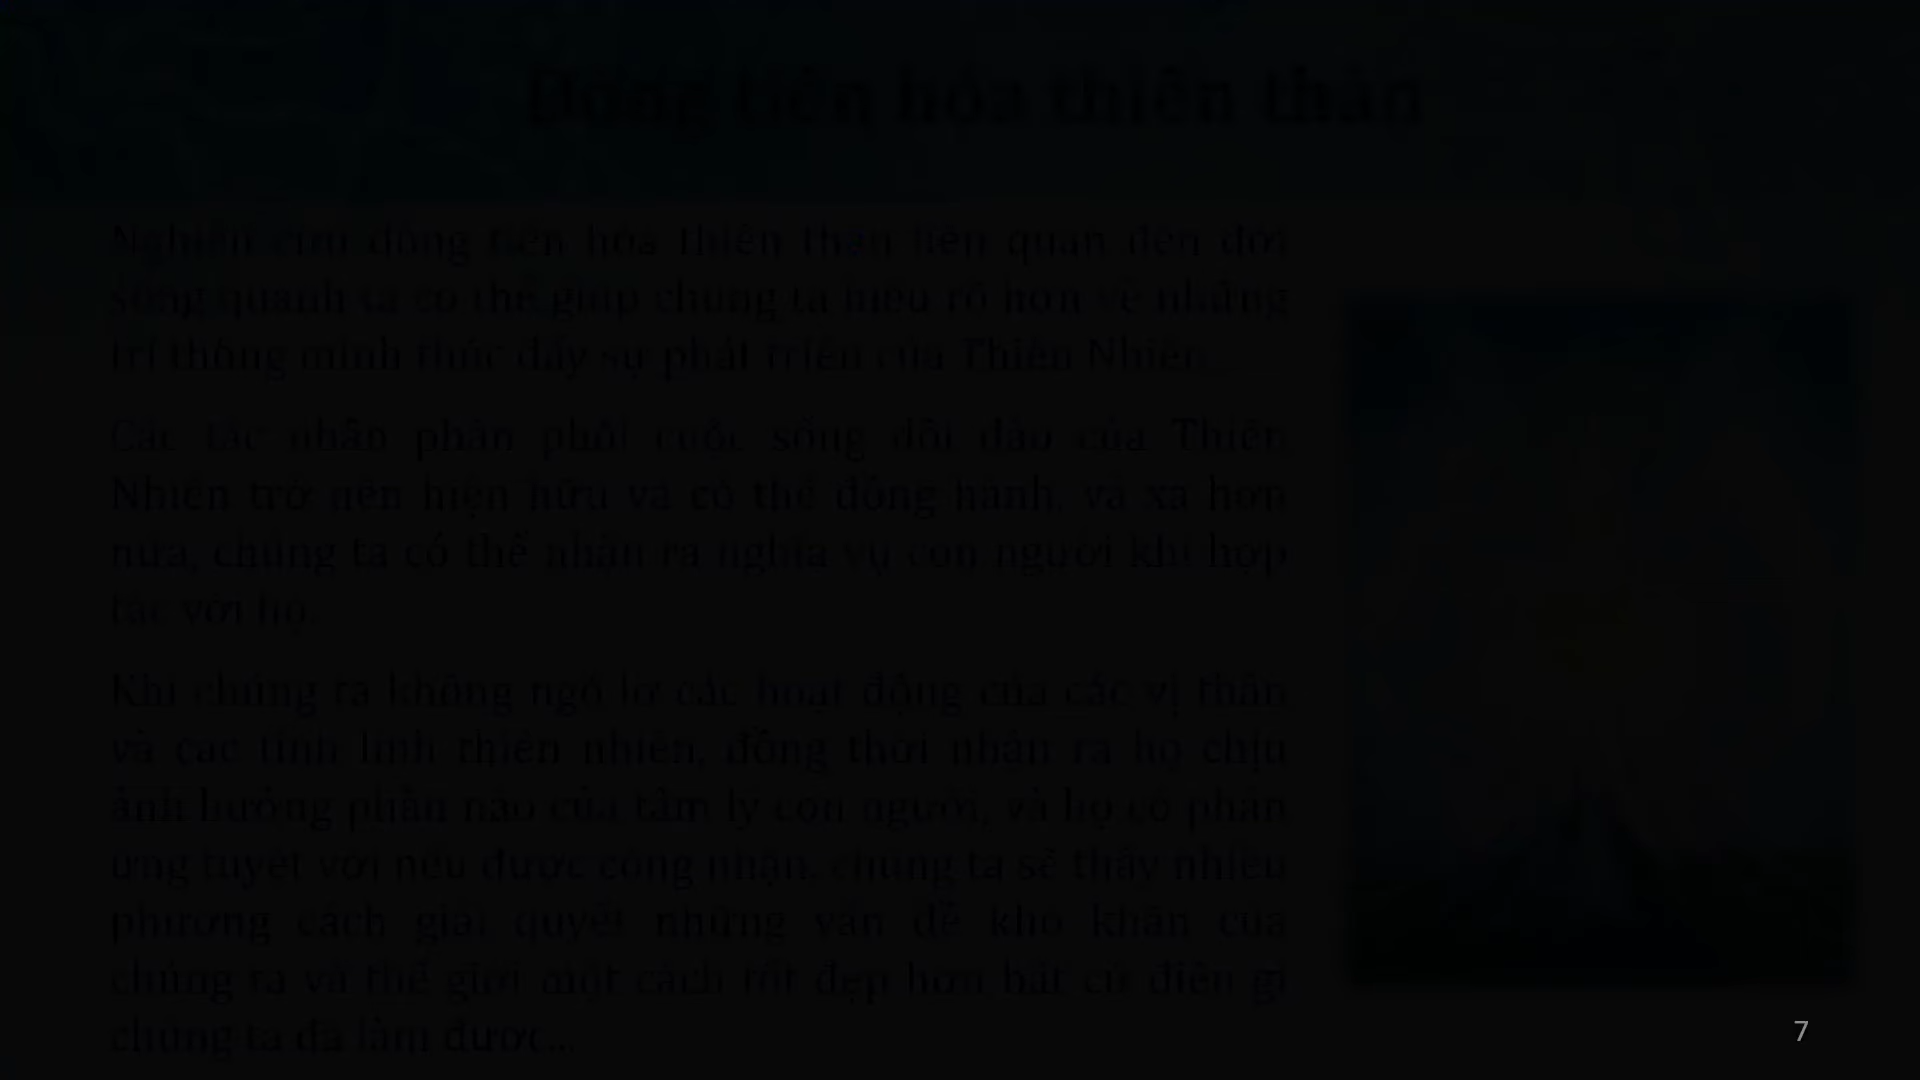 Dòng tiến hóa thiên thần
Nghiên cứu dòng tiến hóa thiên thần liên quan đến đời
sống quanh ta có thể giúp chúng ta hiểu rõ hơn về những
trí thông minh thúc đẩy sự phát triển của Thiên Nhiên.
Các tác nhân phân phối cuộc sống dồi dào của Thiên
Nhiên trở nên hiện hữu và có thể đồng hành, và xa hơn
nữa, chúng ta có thể nhận ra nghĩa vụ con người khi hợp
tác với họ.
Khi chúng ta không ngó lơ các hoạt động của các vị thần
và các tinh linh thiên nhiên, đồng thời nhận ra họ chịu
ảnh hưởng phần nào của tâm lý con người, và họ có phản
ứng tuyệt vời nếu được công nhận, chúng ta sẽ thấy nhiều
phương cách giải quyết những vấn đề khó khăn của
chúng ta và thế giới một cách tốt đẹp hơn bất cứ điều gì
chúng ta đã làm được...
7